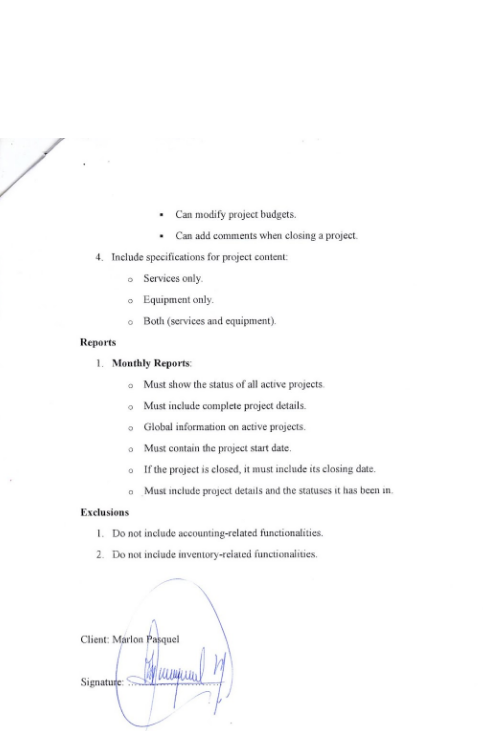 ▪ Can modify project budgets.
▪ Can add comments when closing a project.
4. Include specifications for project content:
o Services only.
o Equipment only.
o Both (services and equipment).
Reports
1. Monthly Reports:
o Must show the status of all active projects.
o Must include complete project details.
o Global information on active projects.
o Must contain the project start date.
o If the project is closed, it must include its closing date.
o Must include project details and the statuses it has been in.
Exclusions
1. Do not include accounting-related functionalities.
2. Do not include inventory-related functionalities.
Client: Marlon Pasquel
Signature: